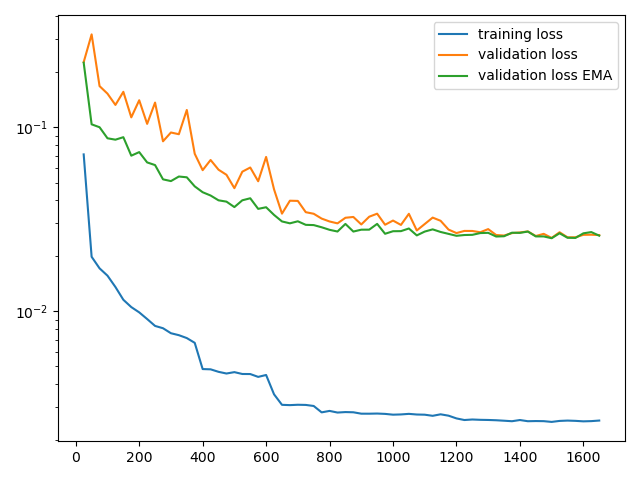 training loss
validation loss
validation loss EMA
10⁻¹
10⁻²
0 200 400 600 800 1000 1200 1400 1600